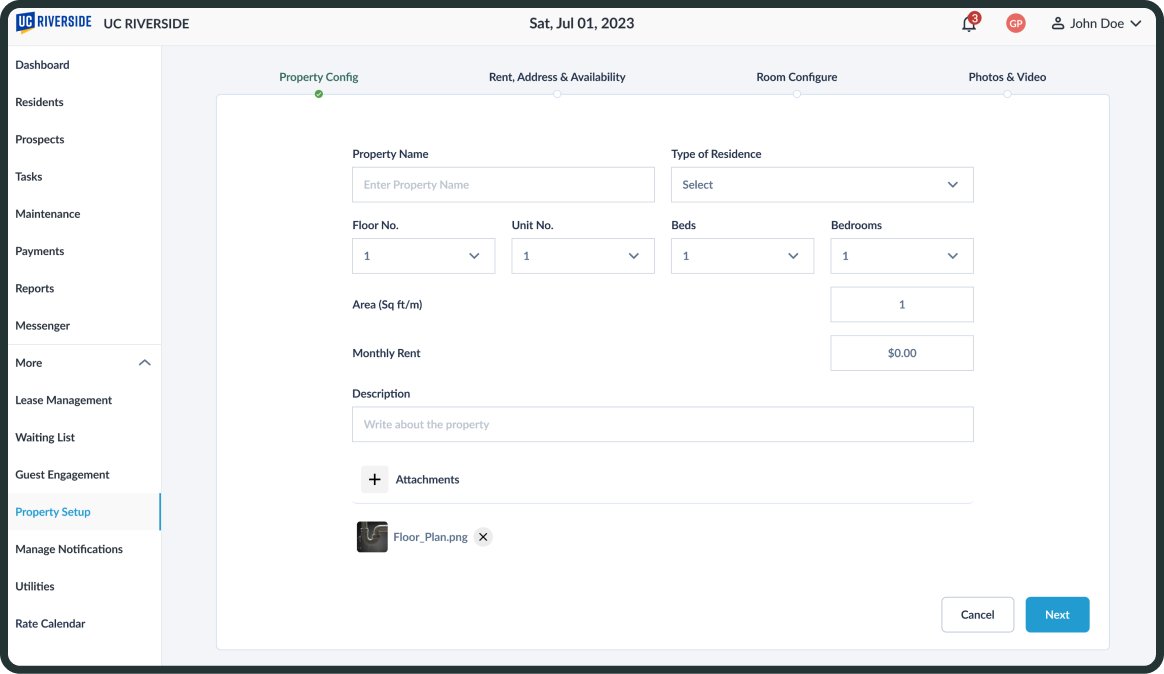 UC RIVERSIDE
UC RIVERSIDE
Sat, Jul 01, 2023
3
GP
John Doe
Dashboard
Residents
Prospects
Tasks
Maintenance
Payments
Reports
Messenger
More
Lease Management
Waiting List
Guest Engagement
Property Setup
Manage Notifications
Utilities
Rate Calendar
Property Config
Rent, Address & Availability
Room Configure
Photos & Video
Property Name
Type of Residence
Enter Property Name
Select
Floor No.
Unit No.
Beds
Bedrooms
1
1
1
1
Area (Sq ft/m)
1
Monthly Rent
$0.00
Description
Write about the property
Attachments
Floor_Plan.png
Cancel
Next